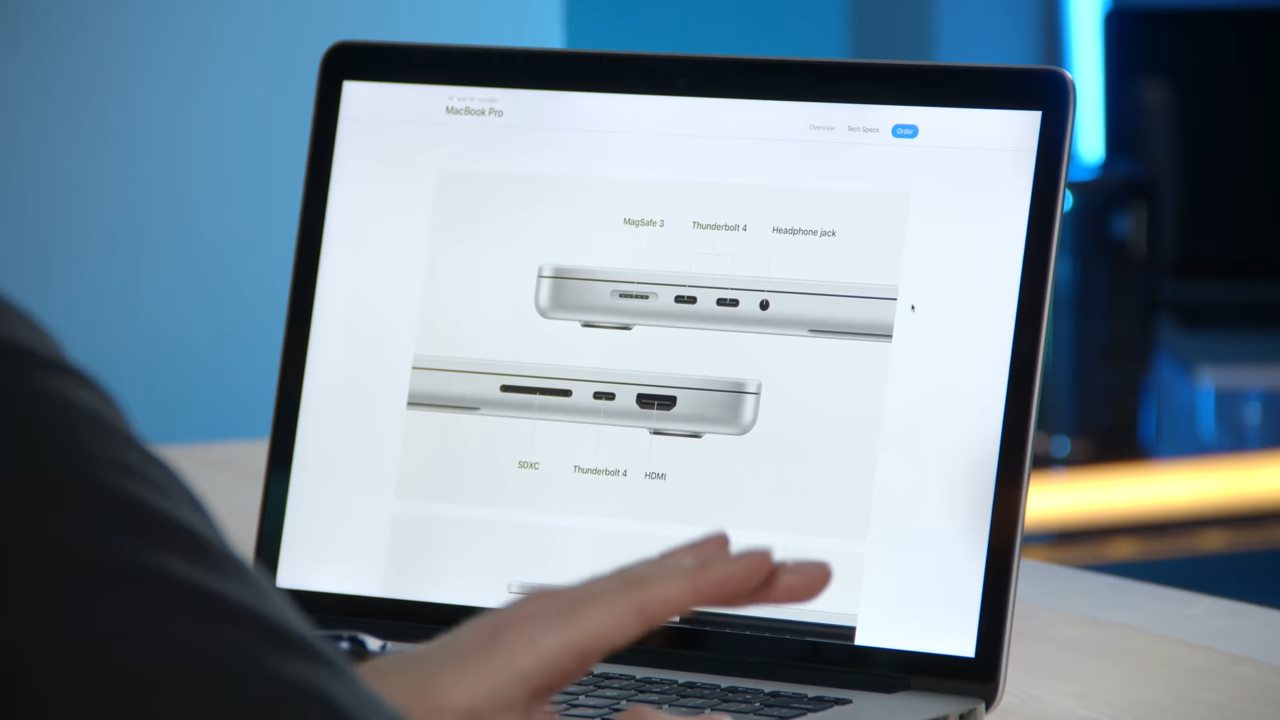 MacBook Pro
Overview Tech Specs Order
MagSafe 3 Thunderbolt 4 Headphone jack
SDXC Thunderbolt 4 HDMI